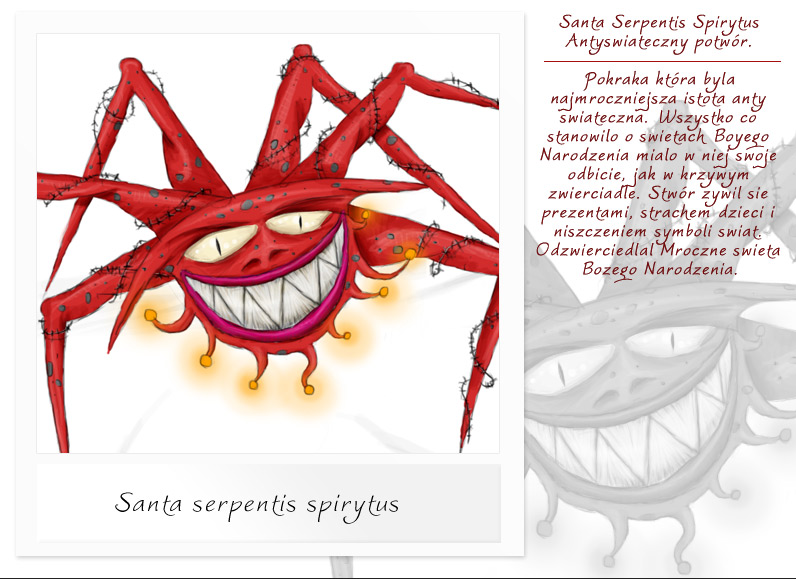 Santa Serpentis Spirytus
Antyswiateczny potwór.
Pokraka która byla
najmroczniejsza istota anty
swiateczna. Wszystko co
stanowilo o swietach Boyego
Narodzenia mialo w niej swoje
odbicie, jak w krzywym
zwierciadle. Stwór zywil sie
prezentami, strachem dzieci i
niszczeniem symboli swiat.
Odzwierciedlal Mroczne swieta
Bozego Narodzenia.
Santa serpentis spirytus